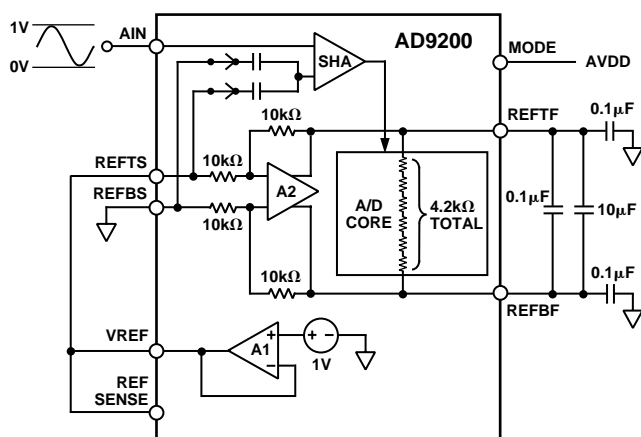 1V
0V
AIN
AD9200
MODE
AVDD
SHA
10kΩ
REFTF
0.1µF
REFTS
10kΩ
REFBS
10kΩ
A2
A/D
CORE
4.2kΩ
TOTAL
0.1µF
10µF
10kΩ
0.1µF
REFBF
VREF
A1
+
−
+
−
1V
REF
SENSE